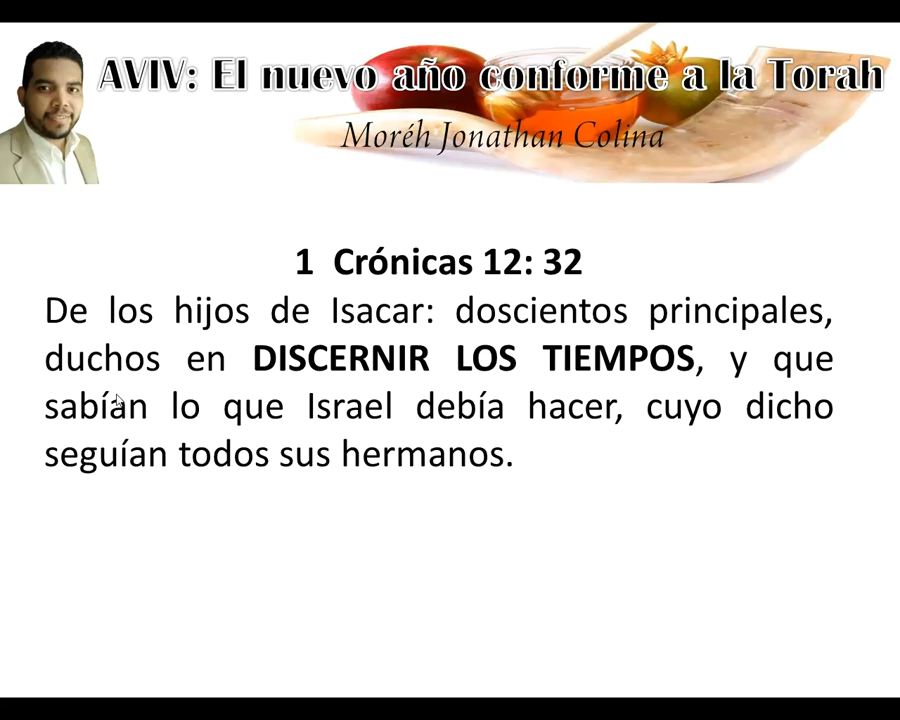 AVIV: El nuevo año conforme a la Torah
Moréh Jonathan Colina
1 Crónicas 12: 32
De los hijos de Isacar: doscientos principales,
duchos en DISCERNIR LOS TIEMPOS, y que
sabían lo que Israel debía hacer, cuyo dicho
seguían todos sus hermanos.